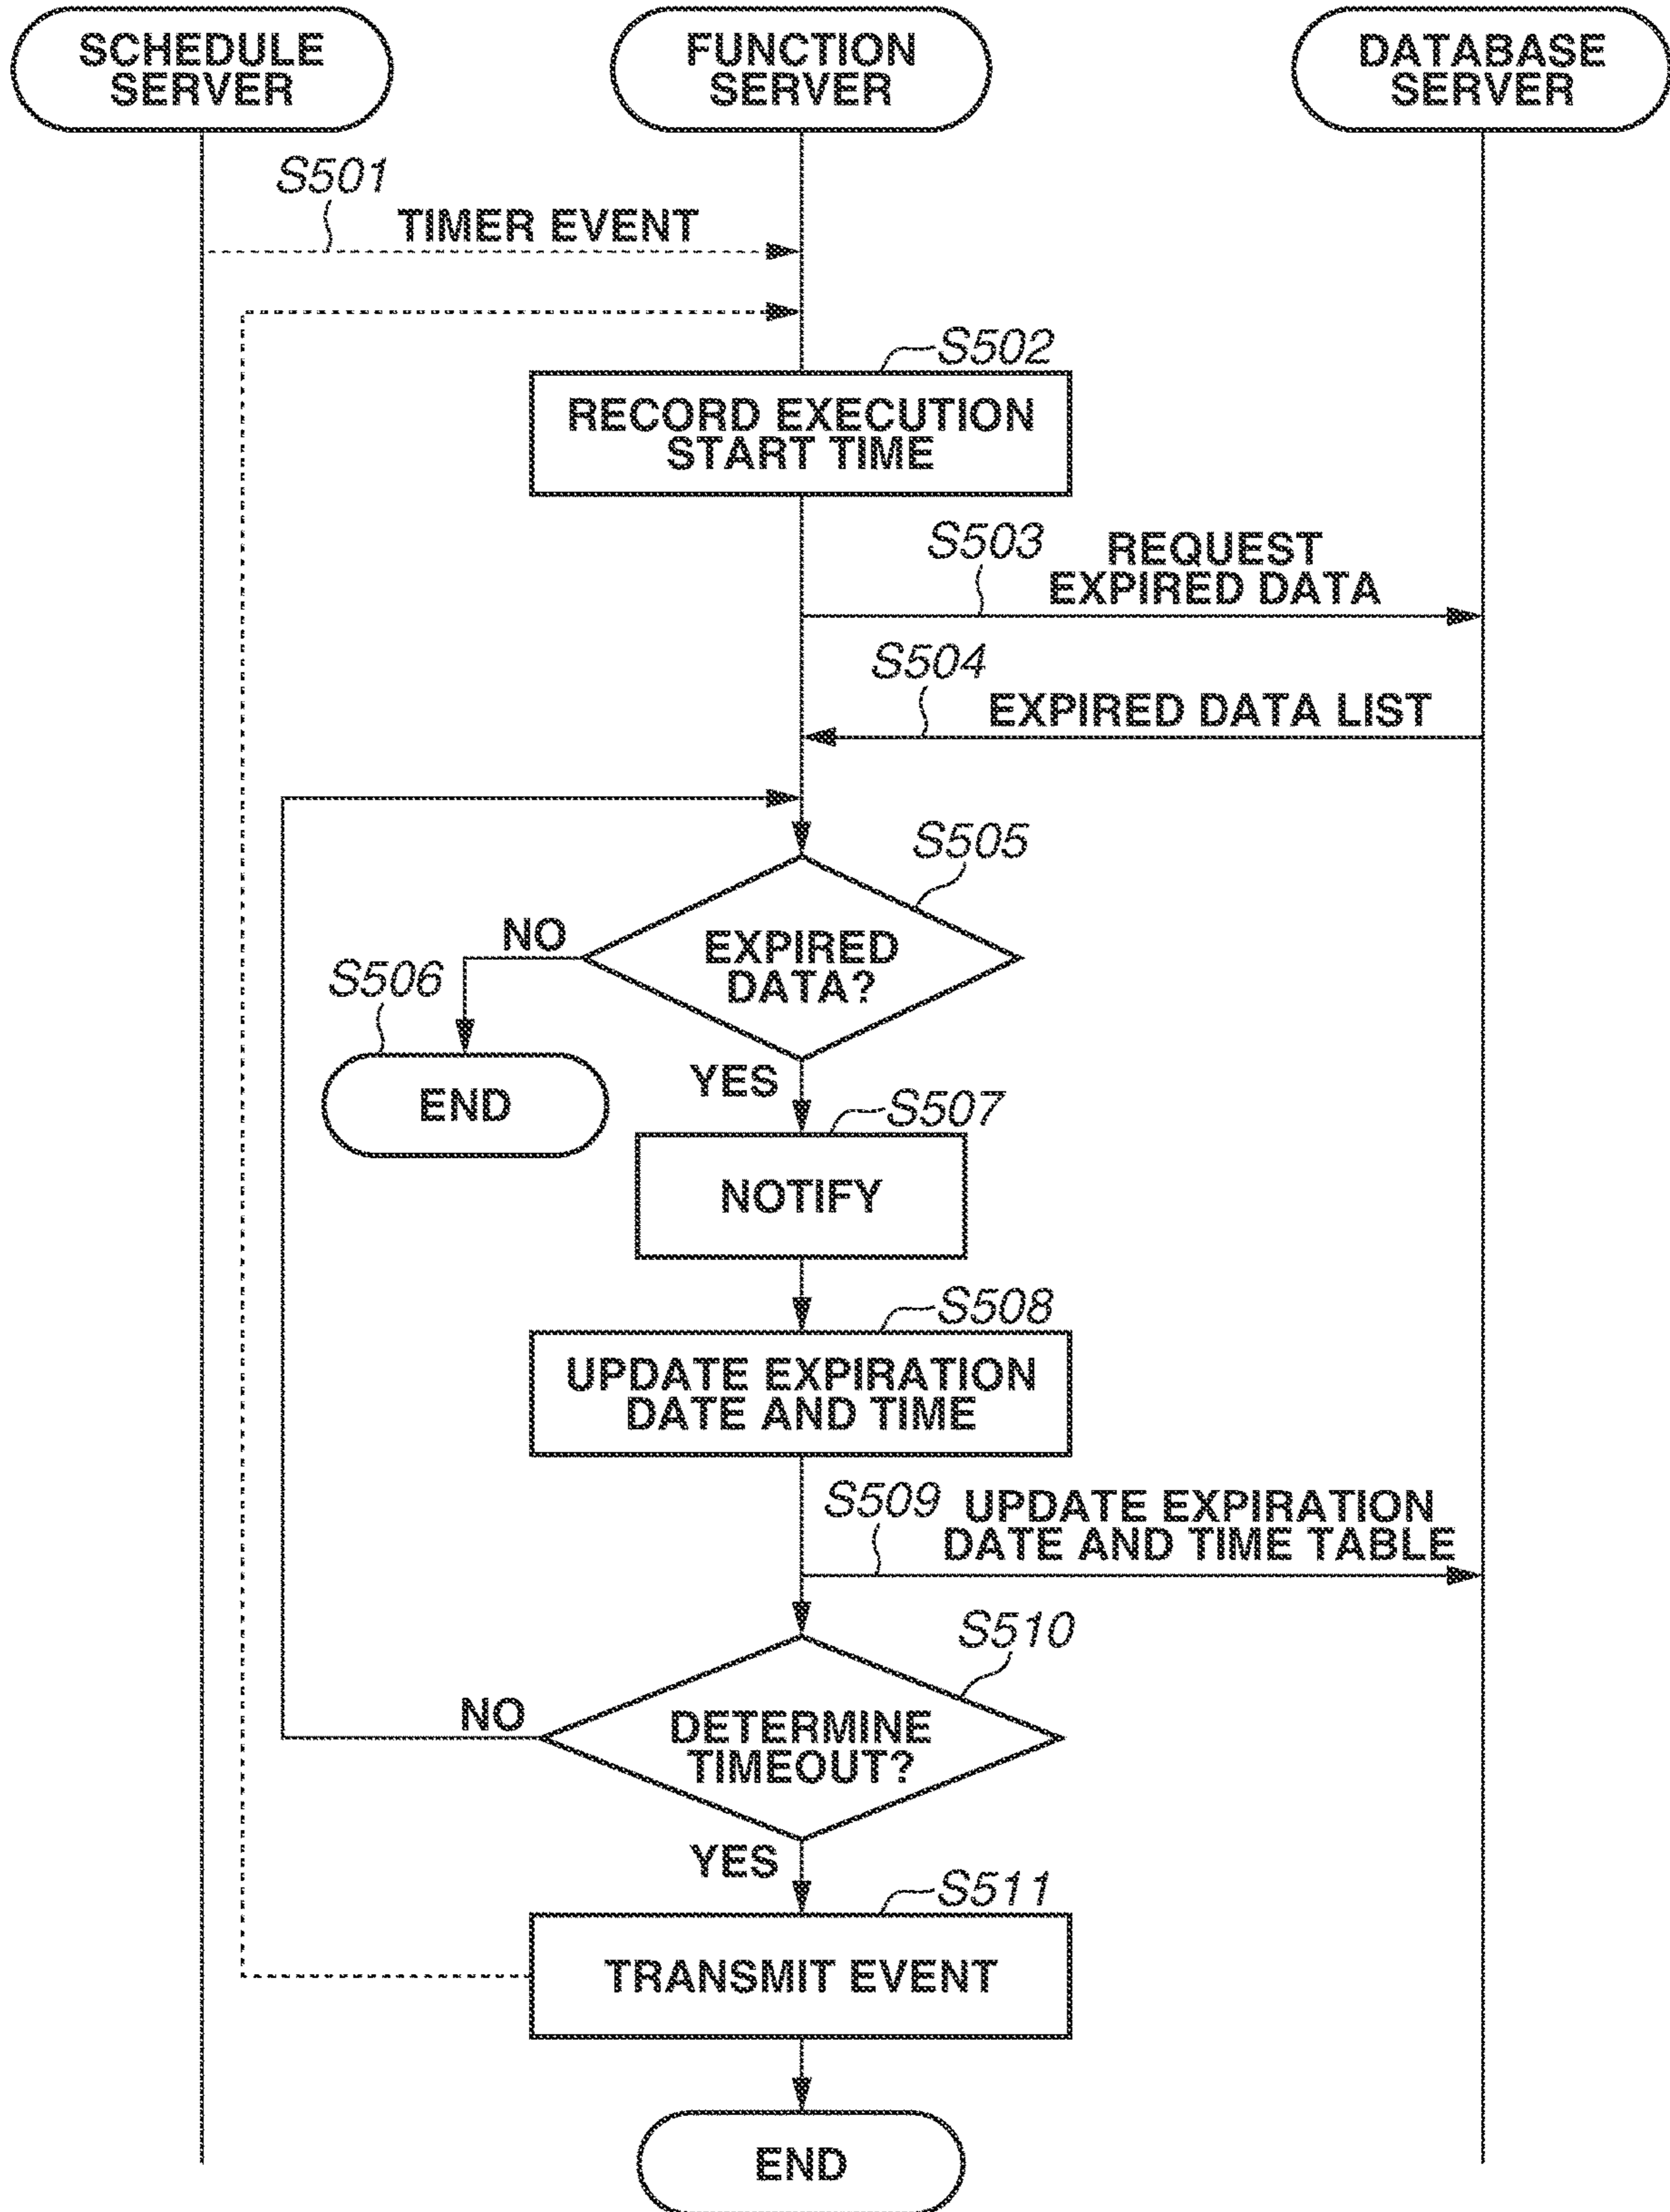 SCHEDULE
SERVER
FUNCTION
SERVER
DATABASE
SERVER
S501
TIMER EVENT
S502
RECORD EXECUTION
START TIME
S503
REQUEST
EXPIRED DATA
S504
EXPIRED DATA LIST
S505
EXPIRED
DATA?
NO
S506
END
YES
S507
NOTIFY
S508
UPDATE EXPIRATION
DATE AND TIME
S509
UPDATE EXPIRATION
DATE AND TIME TABLE
S510
DETERMINE
TIMEOUT?
NO
YES
S511
TRANSMIT EVENT
END